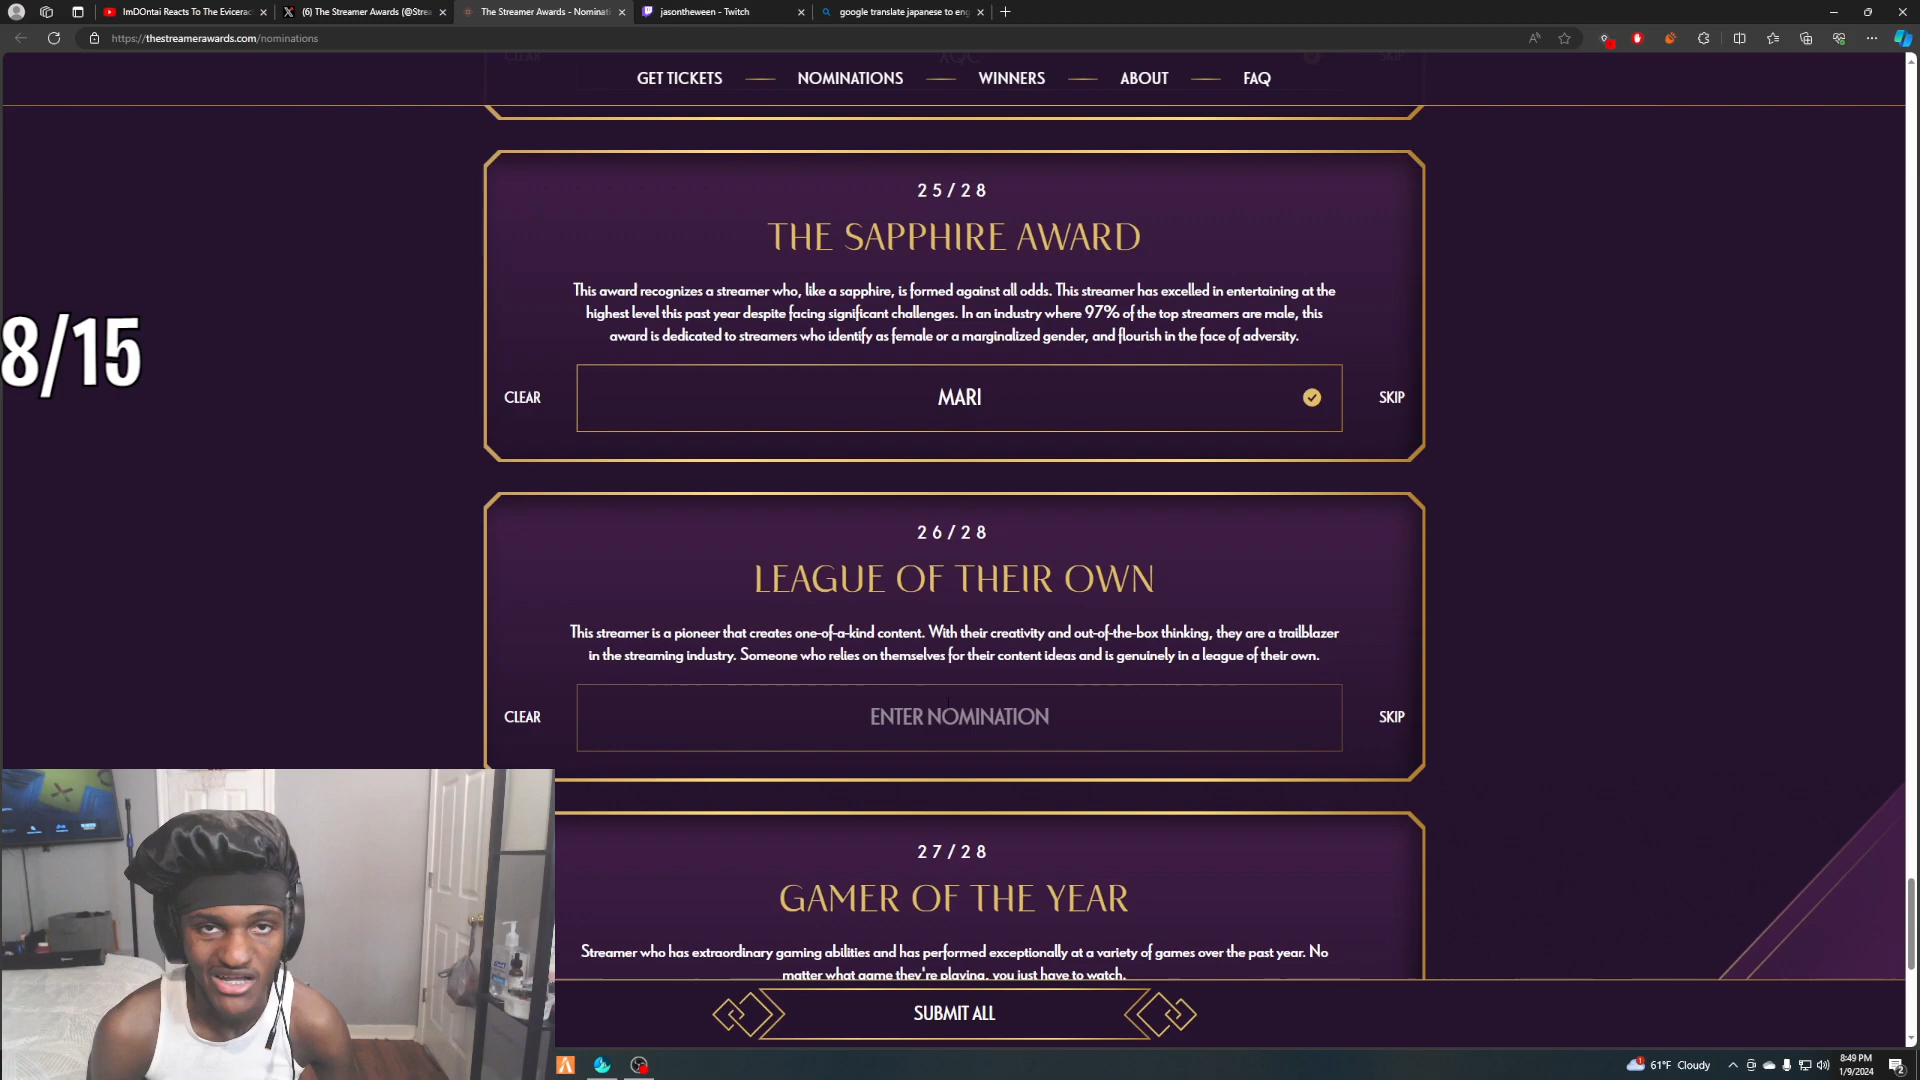 ImDOntai Reacts To The Evicerac
(6) The Streamer Awards (@Strea
The Streamer Awards - Nominati
jasontheween - Twitch
google translate japanese to eng
https://thestreamerawards.com/nominations
CLEAR
XQC
SKIP
GET TICKETS
NOMINATIONS
WINNERS
ABOUT
FAQ
25/28
THE SAPPHIRE AWARD
This award recognizes a streamer who, like a sapphire, is formed against all odds. This streamer has excelled in entertaining at the
highest level this past year despite facing significant challenges. In an industry where 97% of the top streamers are male, this
award is dedicated to streamers who identify as female or a marginalized gender, and flourish in the face of adversity.
8/15
CLEAR
MARI
SKIP
26/28
LEAGUE OF THEIR OWN
This streamer is a pioneer that creates one-of-a-kind content. With their creativity and out-of-the-box thinking, they are a trailblazer
in the streaming industry. Someone who relies on themselves for their content ideas and is genuinely in a league of their own.
CLEAR
ENTER NOMINATION
SKIP
27/28
GAMER OF THE YEAR
Streamer who has extraordinary gaming abilities and has performed exceptionally at a variety of games over the past year. No
matter what game they're playing, you just have to watch.
SUBMIT ALL
61°F Cloudy
8:49 PM
1/9/2024